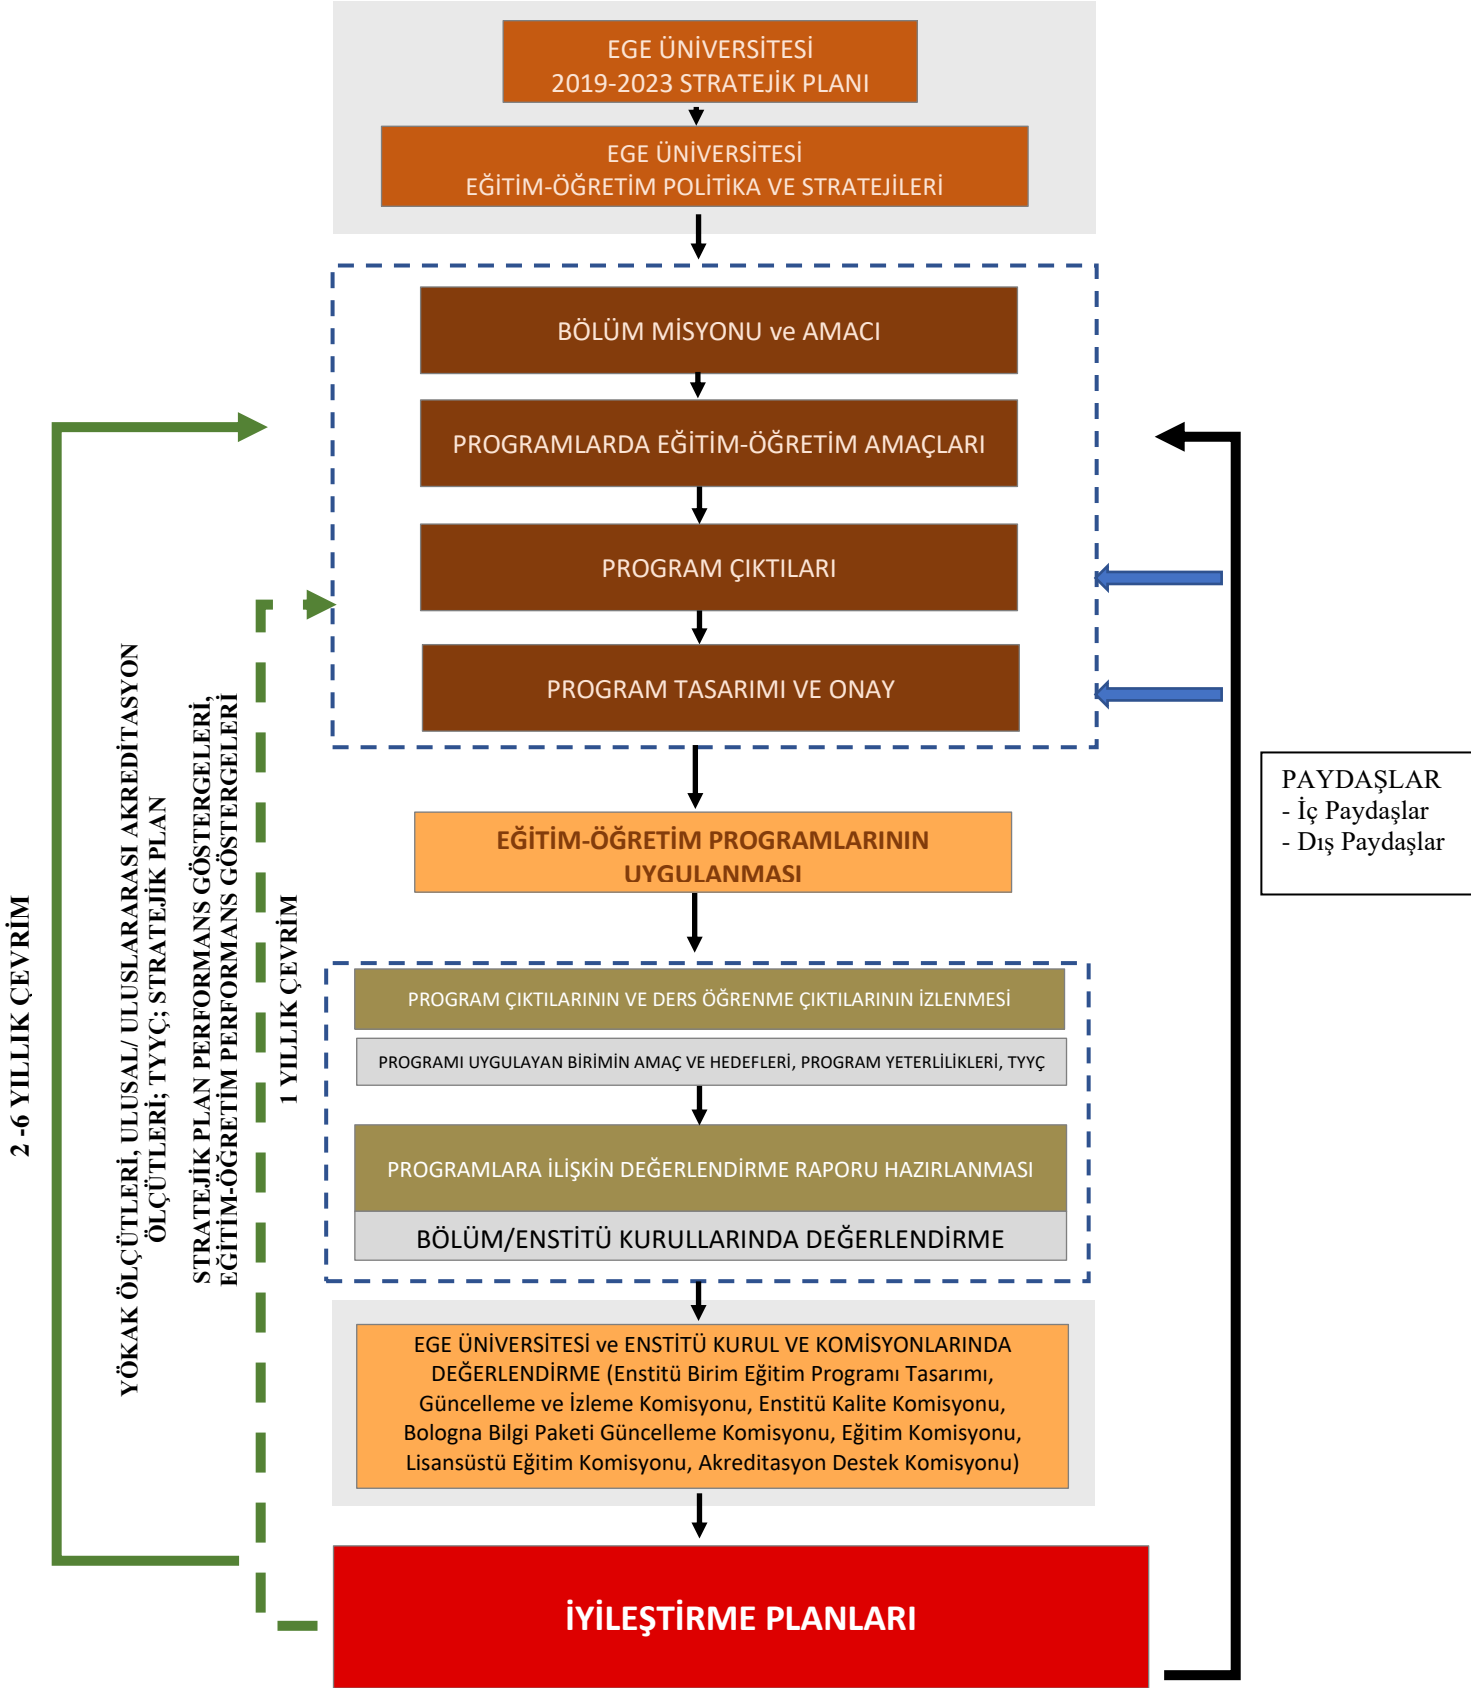 EGE ÜNİVERSİTESİ
2019-2023 STRATEJİK PLANI
EGE ÜNİVERSİTESİ
EĞİTİM-ÖĞRETİM POLİTİKA VE STRATEJİLERİ
BÖLÜM MİSYONU ve AMACI
PROGRAMLARDA EĞİTİM-ÖĞRETİM AMAÇLARI
PROGRAM ÇIKTILARI
PROGRAM TASARIMI VE ONAY
EĞİTİM-ÖĞRETİM PROGRAMLARININ
UYGULANMASI
PROGRAM ÇIKTILARININ VE DERS ÖĞRENME ÇIKTILARININ İZLENMESİ
PROGRAMI UYGULAYAN BİRİMİN AMAÇ VE HEDEFLERİ, PROGRAM YETERLİLİKLERİ, TYYÇ
PROGRAMLARA İLİŞKİN DEĞERLENDİRME RAPORU HAZIRLANMASI
BÖLÜM/ENSTİTÜ KURULLARINDA DEĞERLENDİRME
EGE ÜNİVERSİTESİ ve ENSTİTÜ KURUL VE KOMİSYONLARINDA
DEĞERLENDİRME (Enstitü Birim Eğitim Programı Tasarımı,
Güncelleme ve İzleme Komisyonu, Enstitü Kalite Komisyonu,
Bologna Bilgi Paketi Güncelleme Komisyonu, Eğitim Komisyonu,
Lisansüstü Eğitim Komisyonu, Akreditasyon Destek Komisyonu)
İYİLEŞTİRME PLANLARI
2 -6 YILLIK ÇEVRİM
YÖKAK ÖLÇÜTLERİ, ULUSAL/ ULUSLARARASI AKREDİTASYON
ÖLÇÜTLERİ; TYYÇ; STRATEJİK PLAN
STRATEJİK PLAN PERFORMANS GÖSTERGELERİ,
EĞİTİM-ÖĞRETİM PERFORMANS GÖSTERGELERİ
1 YILLIK ÇEVRİM
PAYDAŞLAR
- İç Paydaşlar
- Dış Paydaşlar